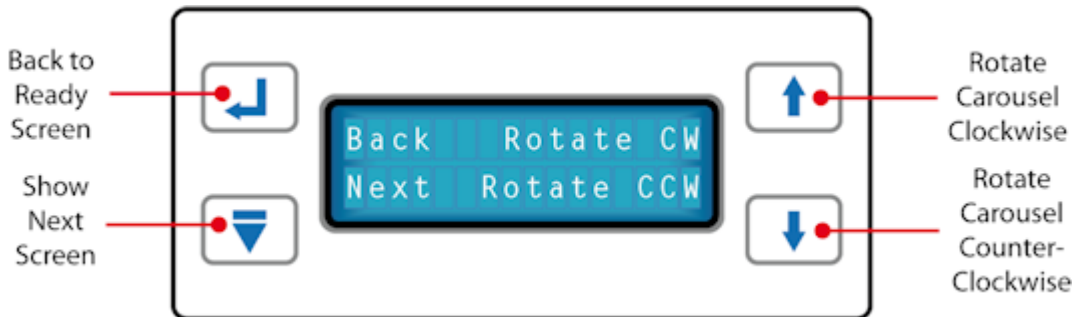 Back to
Ready
Screen
Show
Next
Screen
Back Rotate CW
Next Rotate CCW
Rotate
Carousel
Clockwise
Rotate
Carousel
Counter-
Clockwise